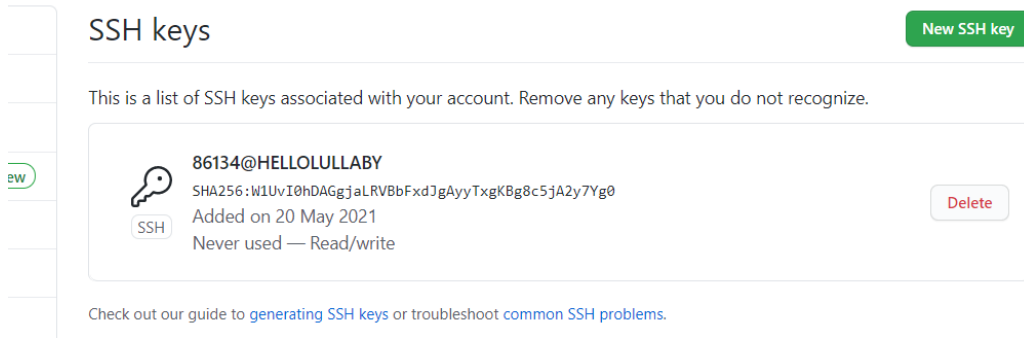 SSH keys
New SSH key
This is a list of SSH keys associated with your account. Remove any keys that you do not recognize.
ew
86134@HELLOLULLABY
SHA256:W1UvI0hDAGgjaLRVBbFxdJgAyyTxgKBg8c5jA2y7Yg0
SSH
Added on 20 May 2021
Never used — Read/write
Delete
Check out our guide to generating SSH keys or troubleshoot common SSH problems.